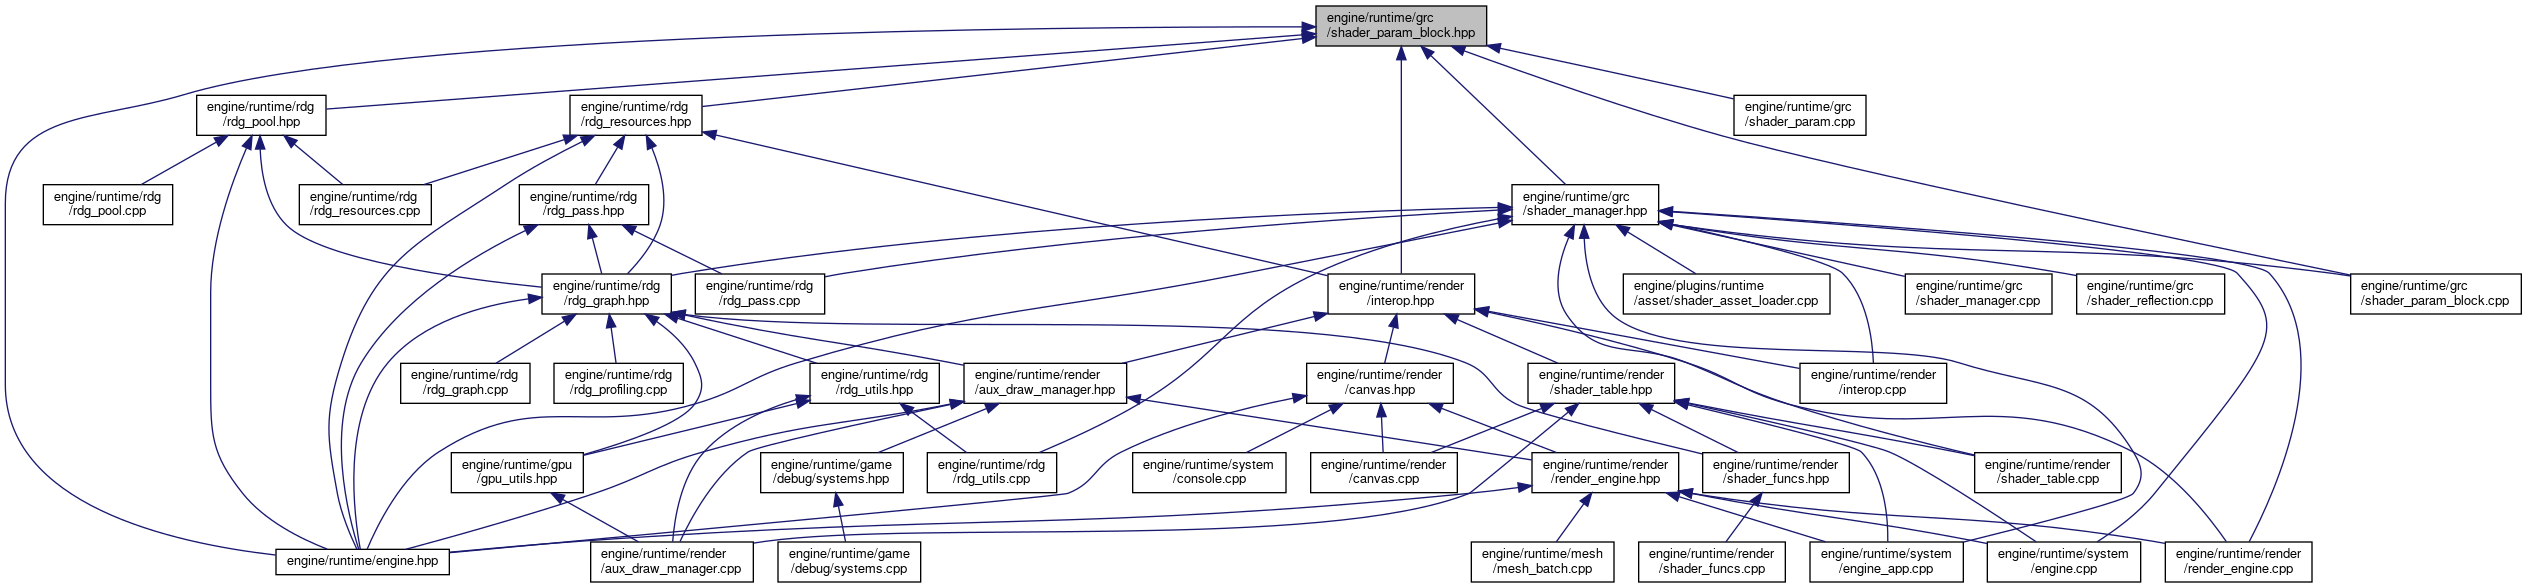 engine/runtime/grc
/shader_param_block.hpp
engine/runtime/rdg
/rdg_pool.hpp
engine/runtime/rdg
/rdg_resources.hpp
engine/runtime/grc
/shader_param.cpp
engine/runtime/rdg
/rdg_pool.cpp
engine/runtime/rdg
/rdg_resources.cpp
engine/runtime/rdg
/rdg_pass.hpp
engine/runtime/grc
/shader_manager.hpp
engine/runtime/rdg
/rdg_graph.hpp
engine/runtime/rdg
/rdg_pass.cpp
engine/runtime/render
/interop.hpp
engine/plugins/runtime
/asset/shader_asset_loader.cpp
engine/runtime/grc
/shader_manager.cpp
engine/runtime/grc
/shader_reflection.cpp
engine/runtime/grc
/shader_param_block.cpp
engine/runtime/rdg
/rdg_graph.cpp
engine/runtime/rdg
/rdg_profiling.cpp
engine/runtime/rdg
/rdg_utils.hpp
engine/runtime/render
/aux_draw_manager.hpp
engine/runtime/render
/canvas.hpp
engine/runtime/render
/shader_table.hpp
engine/runtime/render
/interop.cpp
engine/runtime/gpu
/gpu_utils.hpp
engine/runtime/game
/debug/systems.hpp
engine/runtime/rdg
/rdg_utils.cpp
engine/runtime/system
/console.cpp
engine/runtime/render
/canvas.cpp
engine/runtime/render
/render_engine.hpp
engine/runtime/render
/shader_funcs.hpp
engine/runtime/render
/shader_table.cpp
engine/runtime/engine.hpp
engine/runtime/render
/aux_draw_manager.cpp
engine/runtime/game
/debug/systems.cpp
engine/runtime/mesh
/mesh_batch.cpp
engine/runtime/render
/shader_funcs.cpp
engine/runtime/system
/engine_app.cpp
engine/runtime/system
/engine.cpp
engine/runtime/render
/render_engine.cpp